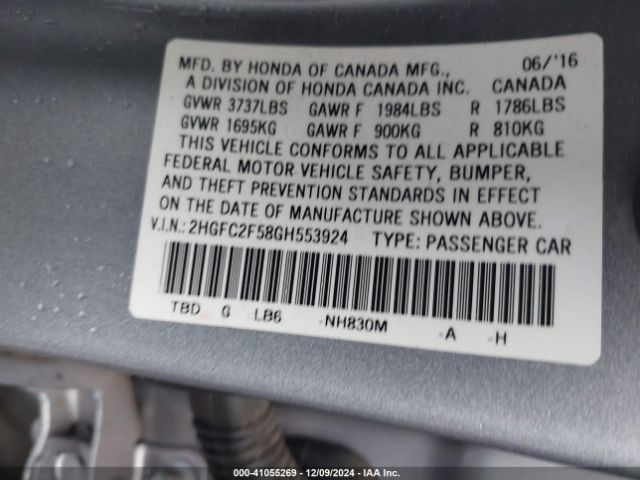 MFD. BY HONDA OF CANADA MFG., 06/'16
A DIVISION OF HONDA CANADA INC. CANADA
GVWR 3737LBS GAWR F 1984LBS R 1786LBS
GVWR 1695KG GAWR F 900KG R 810KG
THIS VEHICLE CONFORMS TO ALL APPLICABLE
FEDERAL MOTOR VEHICLE SAFETY, BUMPER,
AND THEFT PREVENTION STANDARDS IN EFFECT
ON THE DATE OF MANUFACTURE SHOWN ABOVE.
V.I.N.: 2HGFC2F58GH553924 TYPE: PASSENGER CAR
TBD G LB6 -NH830M -A -H
000-41055269 - 12/09/2024 - IAA Inc.